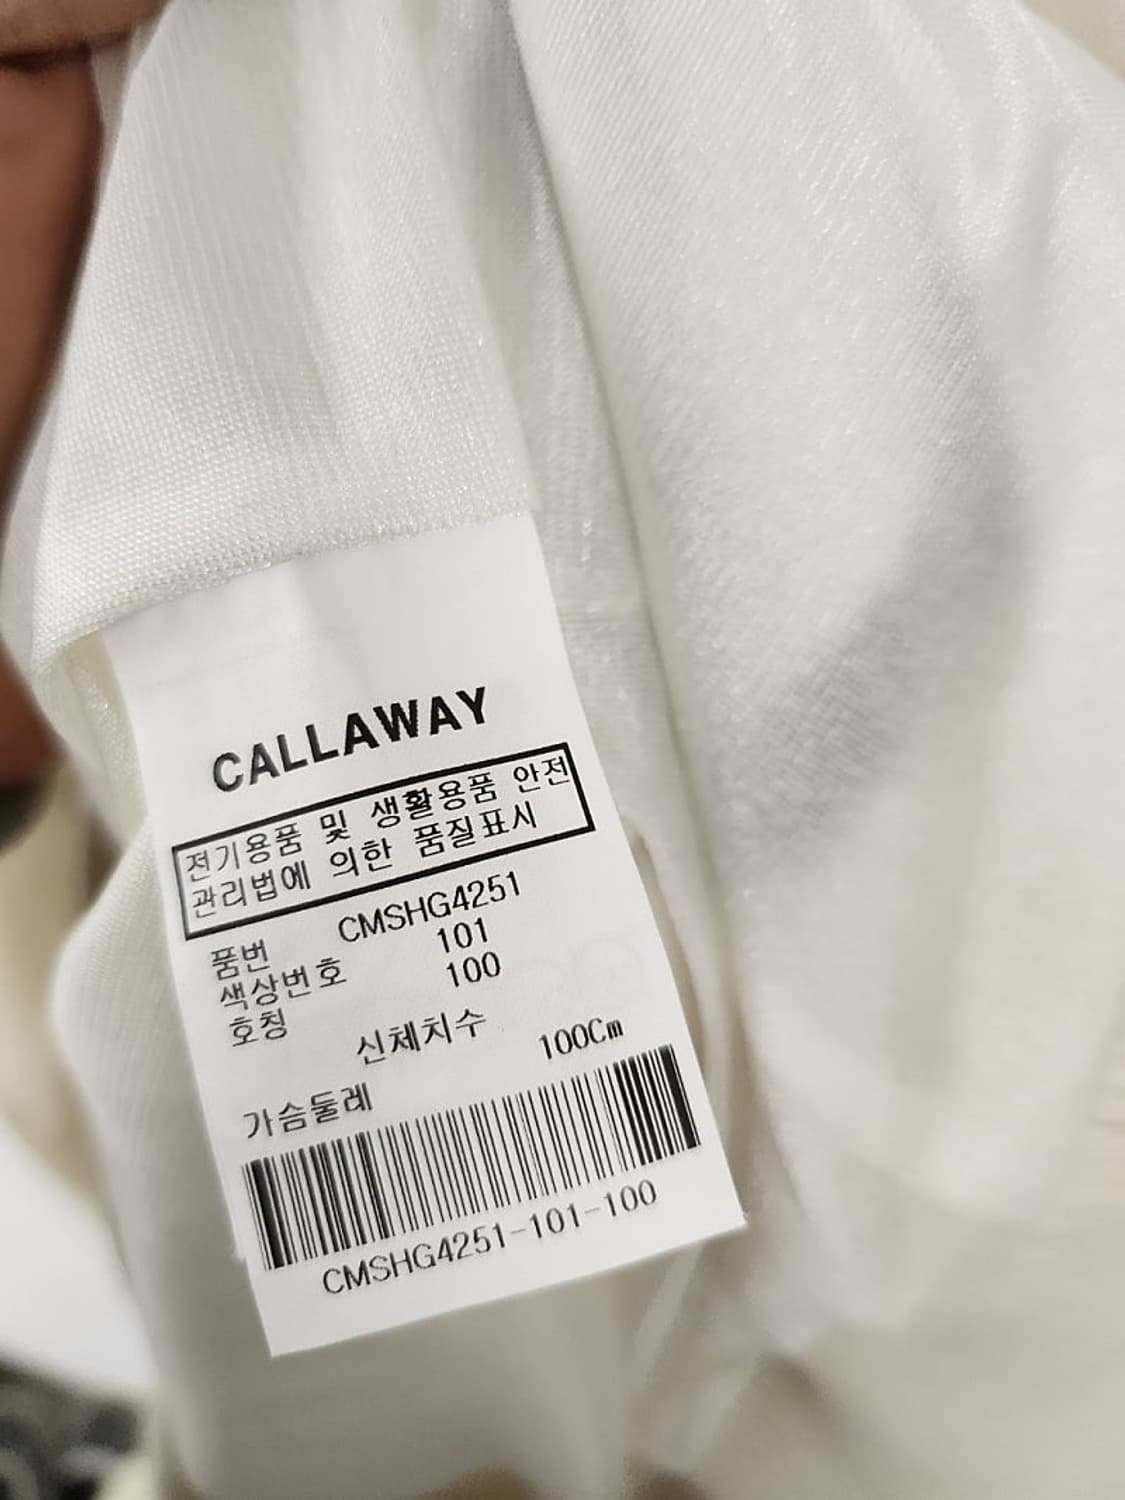 CALLAWAY
전기용품 및 생활용품 안전
관리법에 의한 품질표시
품번 CMSHG4251
색상번호 101
호칭 100
신체치수
가슴둘레 100Cm
CMSHG4251-101-100